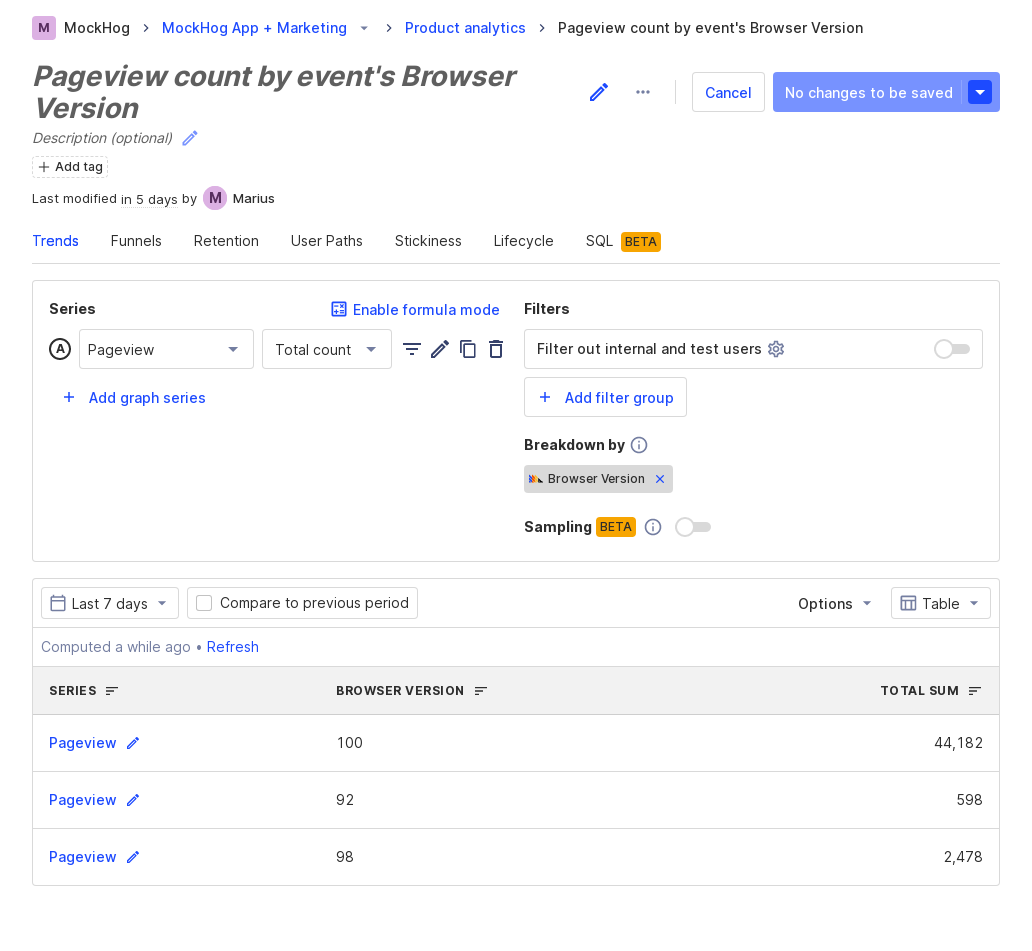 M MockHog MockHog App + Marketing Product analytics Pageview count by event's Browser Version
Pageview count by event's Browser
Version
Cancel No changes to be saved
Description (optional)
Add tag
Last modified in 5 days by M Marius
Trends Funnels Retention User Paths Stickiness Lifecycle SQL BETA
Series Enable formula mode
A Pageview Total count
Add graph series
Filters
Filter out internal and test users
Add filter group
Breakdown by
Browser Version
Sampling BETA
Last 7 days Compare to previous period Options Table
Computed a while ago • Refresh
SERIES BROWSER VERSION TOTAL SUM
Pageview 100 44,182
Pageview 92 598
Pageview 98 2,478